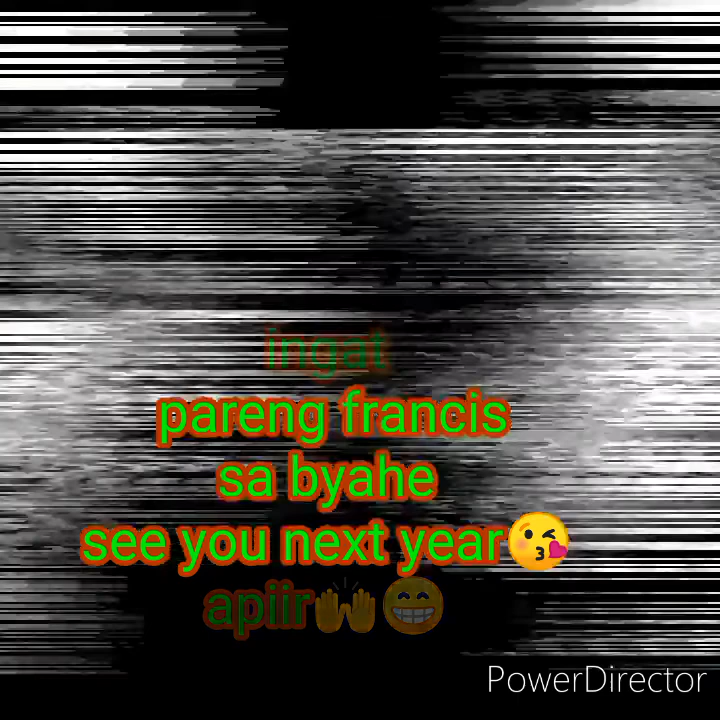 ingat
pareng francis
sa byahe
see you next year😘
apiir🙌😁
PowerDirector